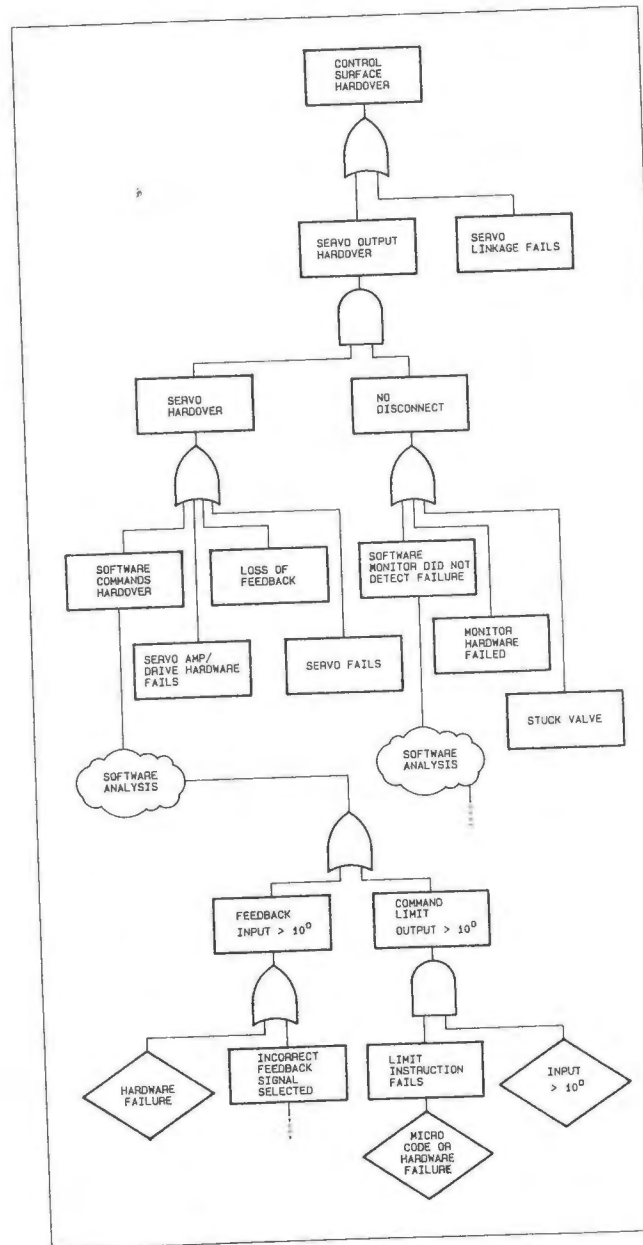 CONTROL
SURFACE
HARDOVER
SERVO OUTPUT
HARDOVER
SERVO
LINKAGE FAILS
SERVO
HARDOVER
NO
DISCONNECT
SOFTWARE
COMMANDS
HARDOVER
LOSS OF
FEEDBACK
SOFTWARE
MONITOR DID NOT
DETECT FAILURE
SERVO AMP/
DRIVE HARDWARE
FAILS
SERVO FAILS
MONITOR
HARDWARE
FAILED
STUCK VALVE
SOFTWARE
ANALYSIS
SOFTWARE
ANALYSIS
FEEDBACK
INPUT > 10⁰
COMMAND
LIMIT
OUTPUT > 10⁰
HARDWARE
FAILURE
INCORRECT
FEEDBACK
SIGNAL
SELECTED
LIMIT
INSTRUCTION
FAILS
INPUT
> 10⁰
MICRO
CODE OR
HARDWARE
FAILURE